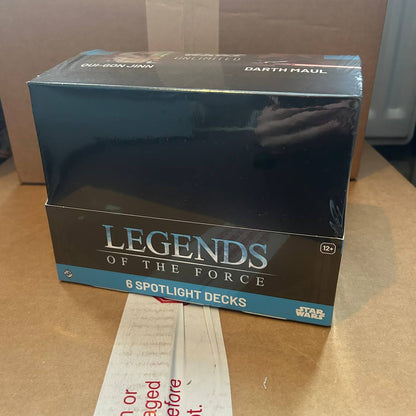 UNLIMITED
QUI-GON JINN
DARTH MAUL
LEGENDS
OF THE FORCE
12+
6 SPOTLIGHT DECKS
STAR
WARS
or
aged
efore